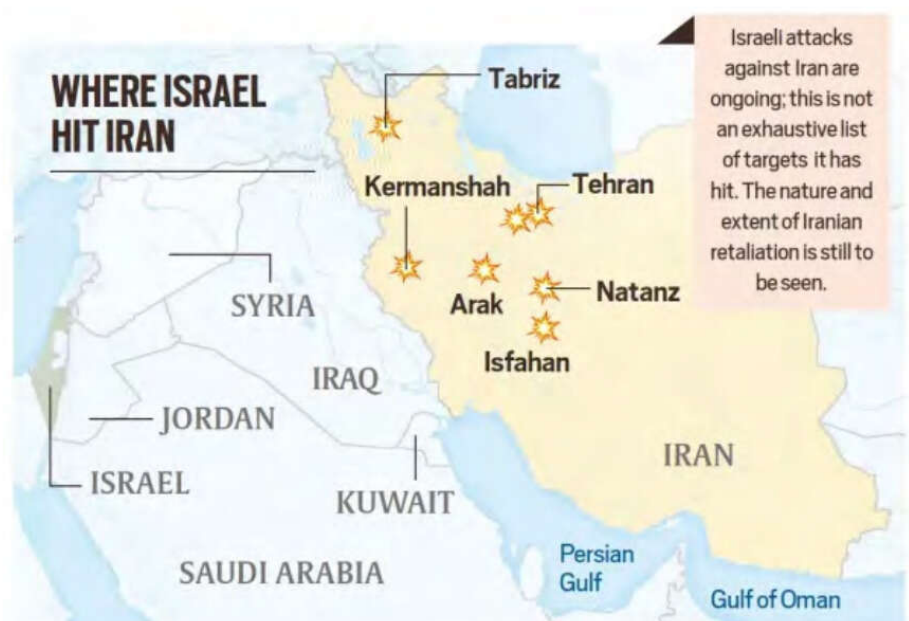 WHERE ISRAEL
HIT IRAN
Israeli attacks
against Iran are
ongoing; this is not
an exhaustive list
of targets it has
hit. The nature and
extent of Iranian
retaliation is still to
be seen.
Tabriz
Kermanshah
Tehran
Arak
Natanz
Isfahan
SYRIA
IRAQ
JORDAN
ISRAEL
KUWAIT
IRAN
SAUDI ARABIA
Persian
Gulf
Gulf of Oman